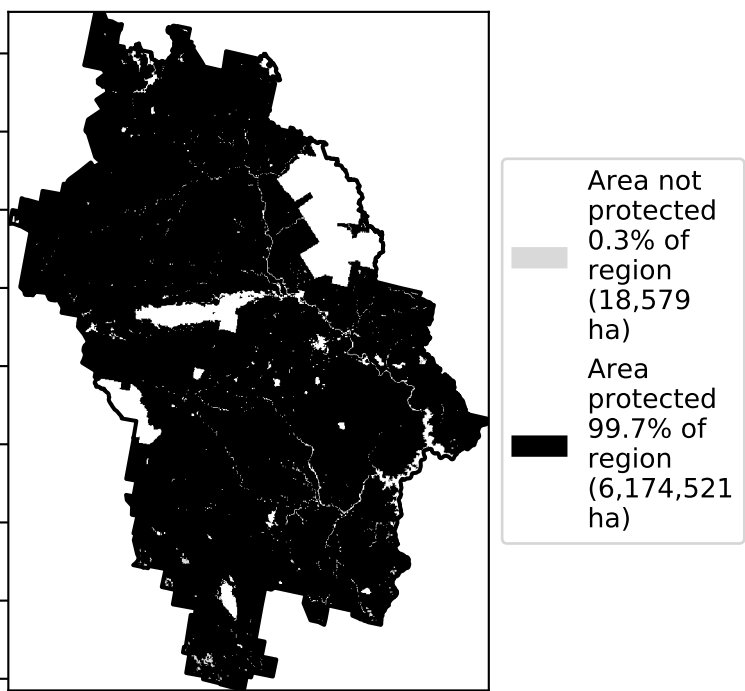 Area not
protected
0.3% of
region
(18,579
ha)
Area
protected
99.7% of
region
(6,174,521
ha)